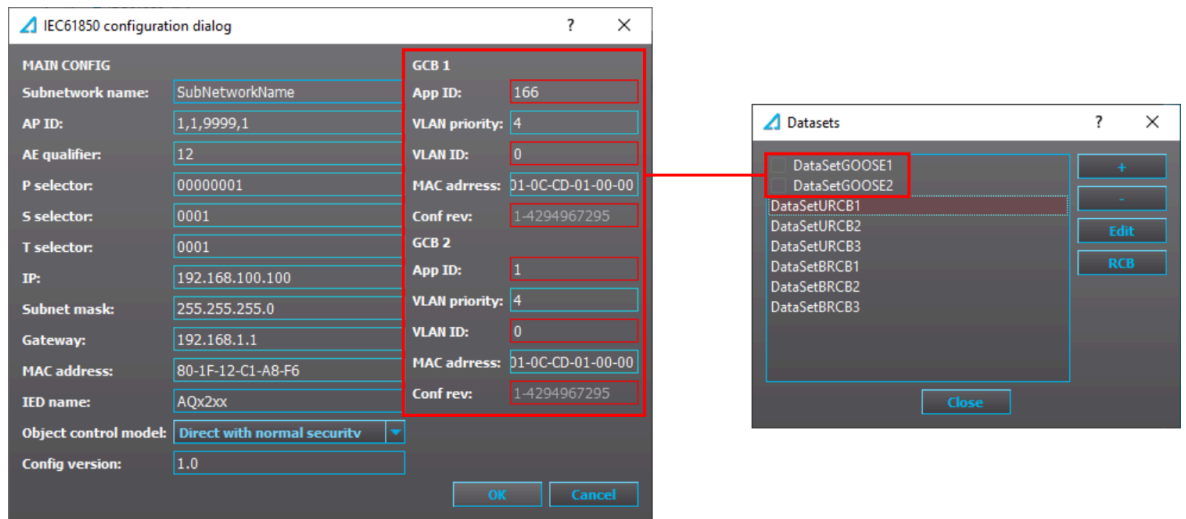 IEC61850 configuration dialog ? ×
MAIN CONFIG
Subnetwork name: SubNetworkName
AP ID: 1,1,9999,1
AE qualifier: 12
P selector: 00000001
S selector: 0001
T selector: 0001
IP: 192.168.100.100
Subnet mask: 255.255.255.0
Gateway: 192.168.1.1
MAC address: 80-1F-12-C1-A8-F6
IED name: AQx2xx
Object control model: Direct with normal security
Config version: 1.0
GCB 1
App ID: 166
VLAN priority: 4
VLAN ID: 0
MAC adrress: 01-0C-CD-01-00-00
Conf rev: 1-4294967295
GCB 2
App ID: 1
VLAN priority: 4
VLAN ID: 0
MAC adrress: 01-0C-CD-01-00-00
Conf rev: 1-4294967295
OK Cancel
Datasets ? ×
DataSetGOOSE1
DataSetGOOSE2
DataSetURCB1
DataSetURCB2
DataSetURCB3
DataSetBRCB1
DataSetBRCB2
DataSetBRCB3
+
-
Edit
RCB
Close